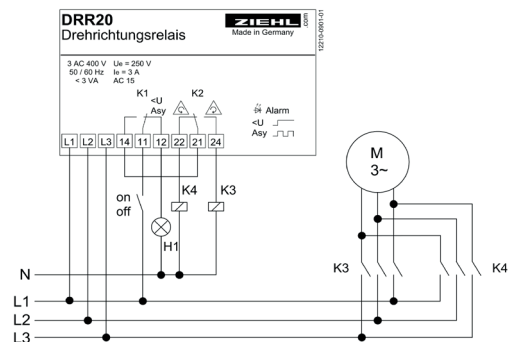 DRR20
Drehrichtungsrelais
ZIEHL
.com
Made in Germany
12210-0901-01
3 AC 400 V Ue = 250 V
50 / 60 Hz Ie = 3 A
< 3 VA AC 15
K1 K2
<U
Asy
Alarm
<U
Asy
L1 L2 L3 14 11 12 22 21 24
M
3~
on
off
K4 K3
H1
K3 K4
N
L1
L2
L3